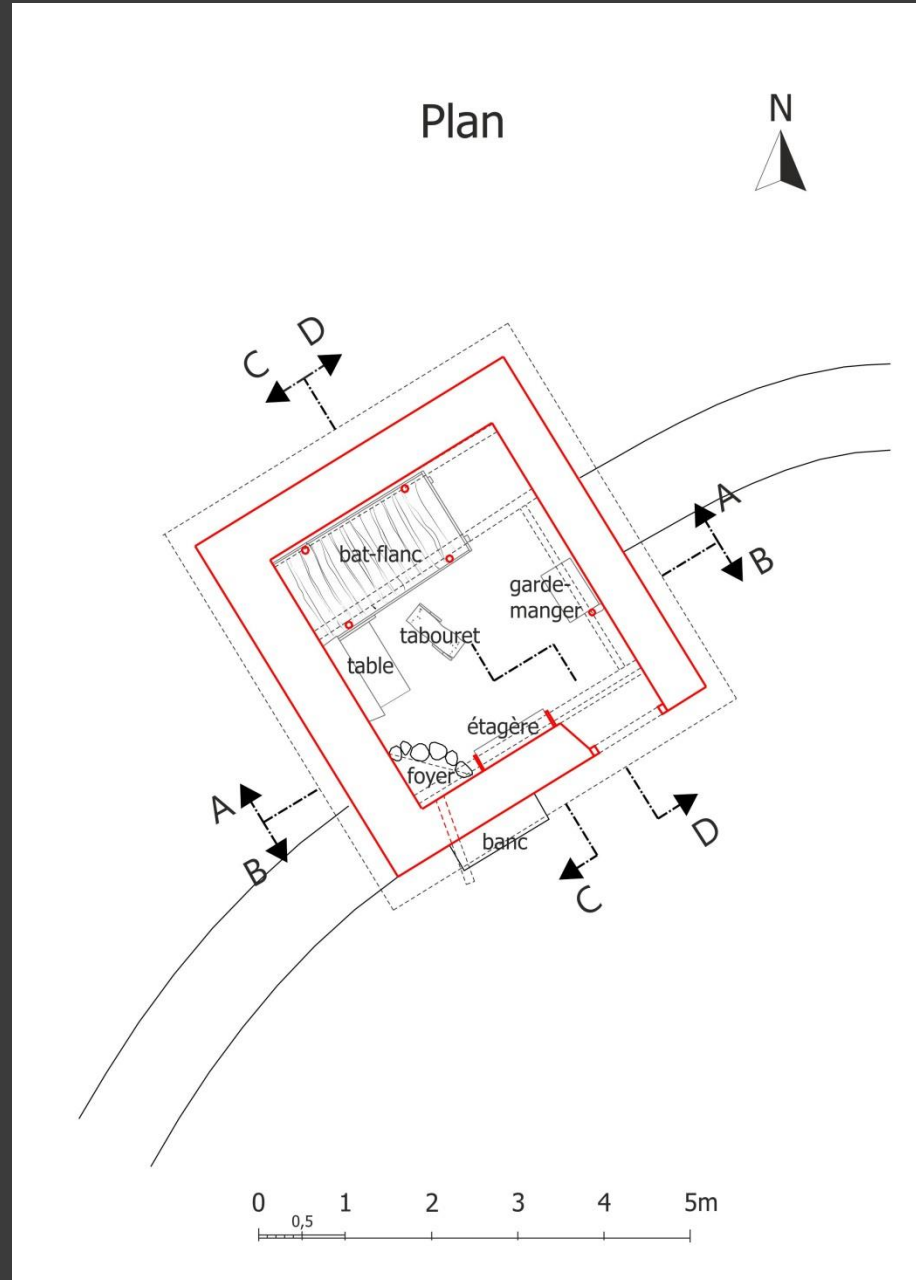 Plan
N
C
D
A
B
bat-flanc
garde-
manger
tabouret
table
étagère
foyer
A
B
banc
D
C
0 1 2 3 4 5m
0,5